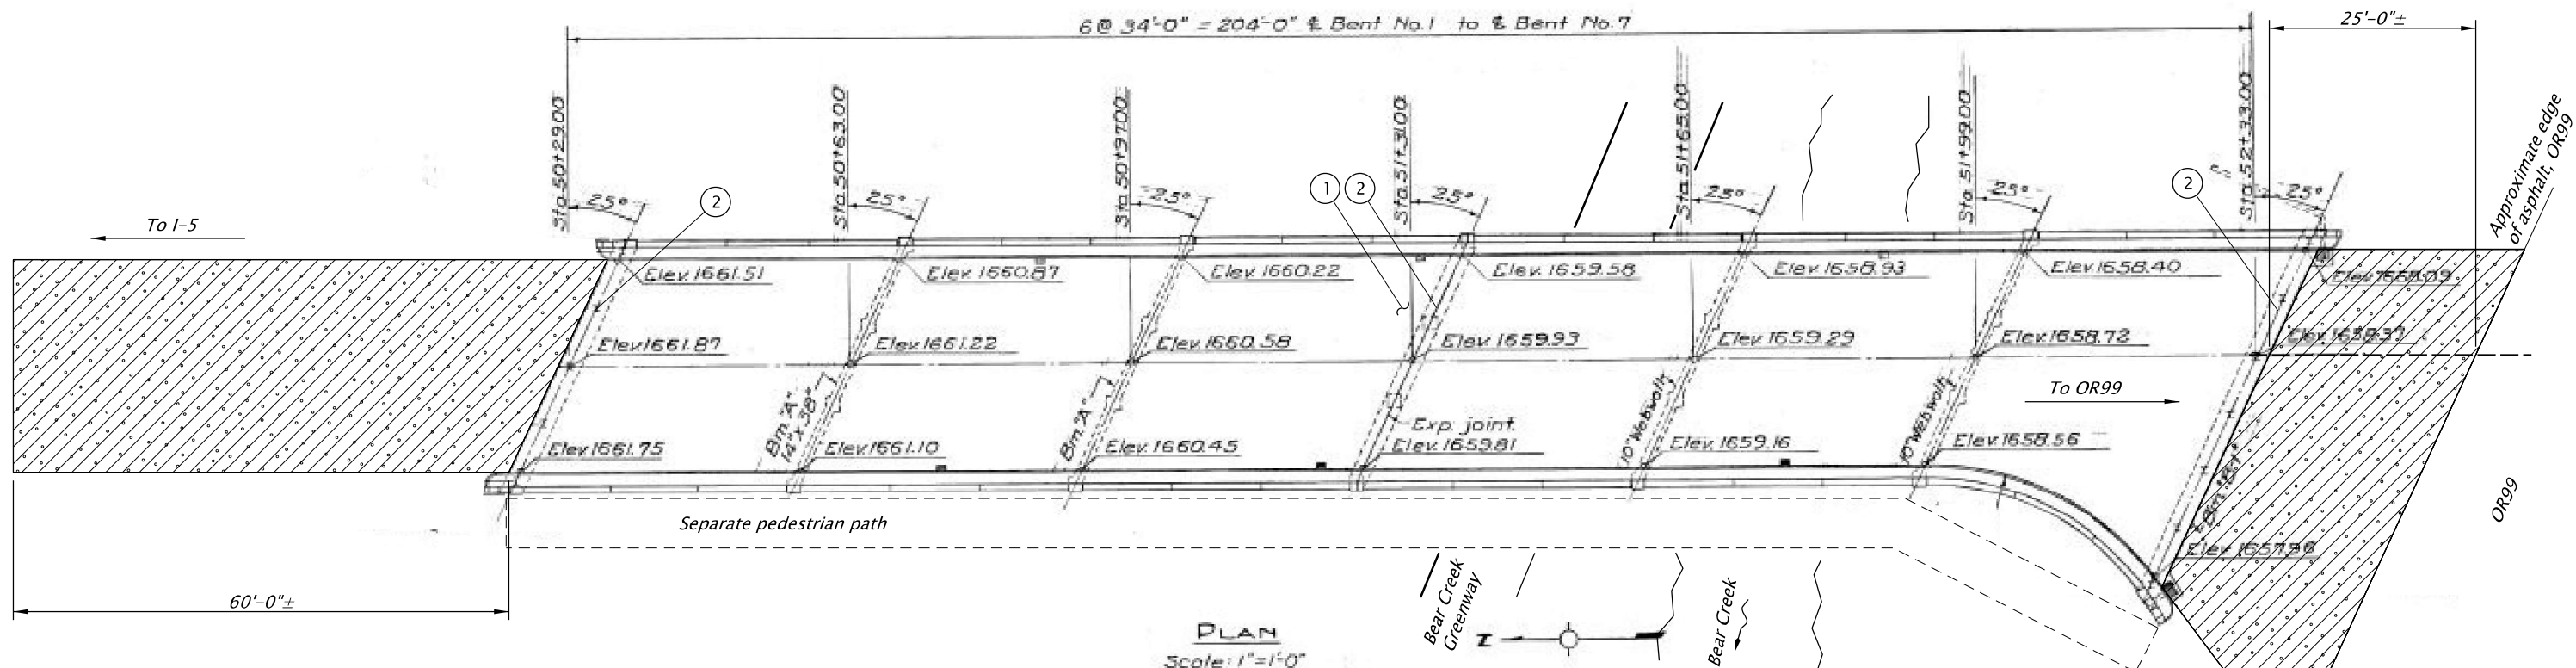 6@ 34'-0" = 204'-0" ℄ Bent No.1 to ℄ Bent No.7
25'-0"±
Sta. 50+29.00
Sta. 50+63.00
Sta. 50+97.00
Sta. 51+31.00
Sta. 51+65.00
Sta. 51+99.00
Sta. 52+33.00
Approximate edge
of asphalt, OR99
25°
25°
25°
25°
25°
25°
25°
2
1
2
2
To I-5
Elev. 1661.51
Elev. 1660.87
Elev. 1660.22
Elev. 1659.58
Elev. 1658.93
Elev. 1658.40
Elev. 1661.87
Elev. 1661.22
Elev. 1660.58
Elev. 1659.93
Elev. 1659.29
Elev. 1658.72
Elev. 1658.37
To OR99
Bm. "A"
14" x 38"
Bm. "A"
Exp. joint.
10" Web wall
10" Web wall
Elev. 1661.75
Elev. 1661.10
Elev. 1660.45
Elev. 1659.81
Elev. 1659.16
Elev. 1658.56
OR99
Separate pedestrian path
Elev. 1657.96
60'-0"±
Bear Creek
Greenway
Bear Creek
PLAN
Scale: 1"=1'-0"
N